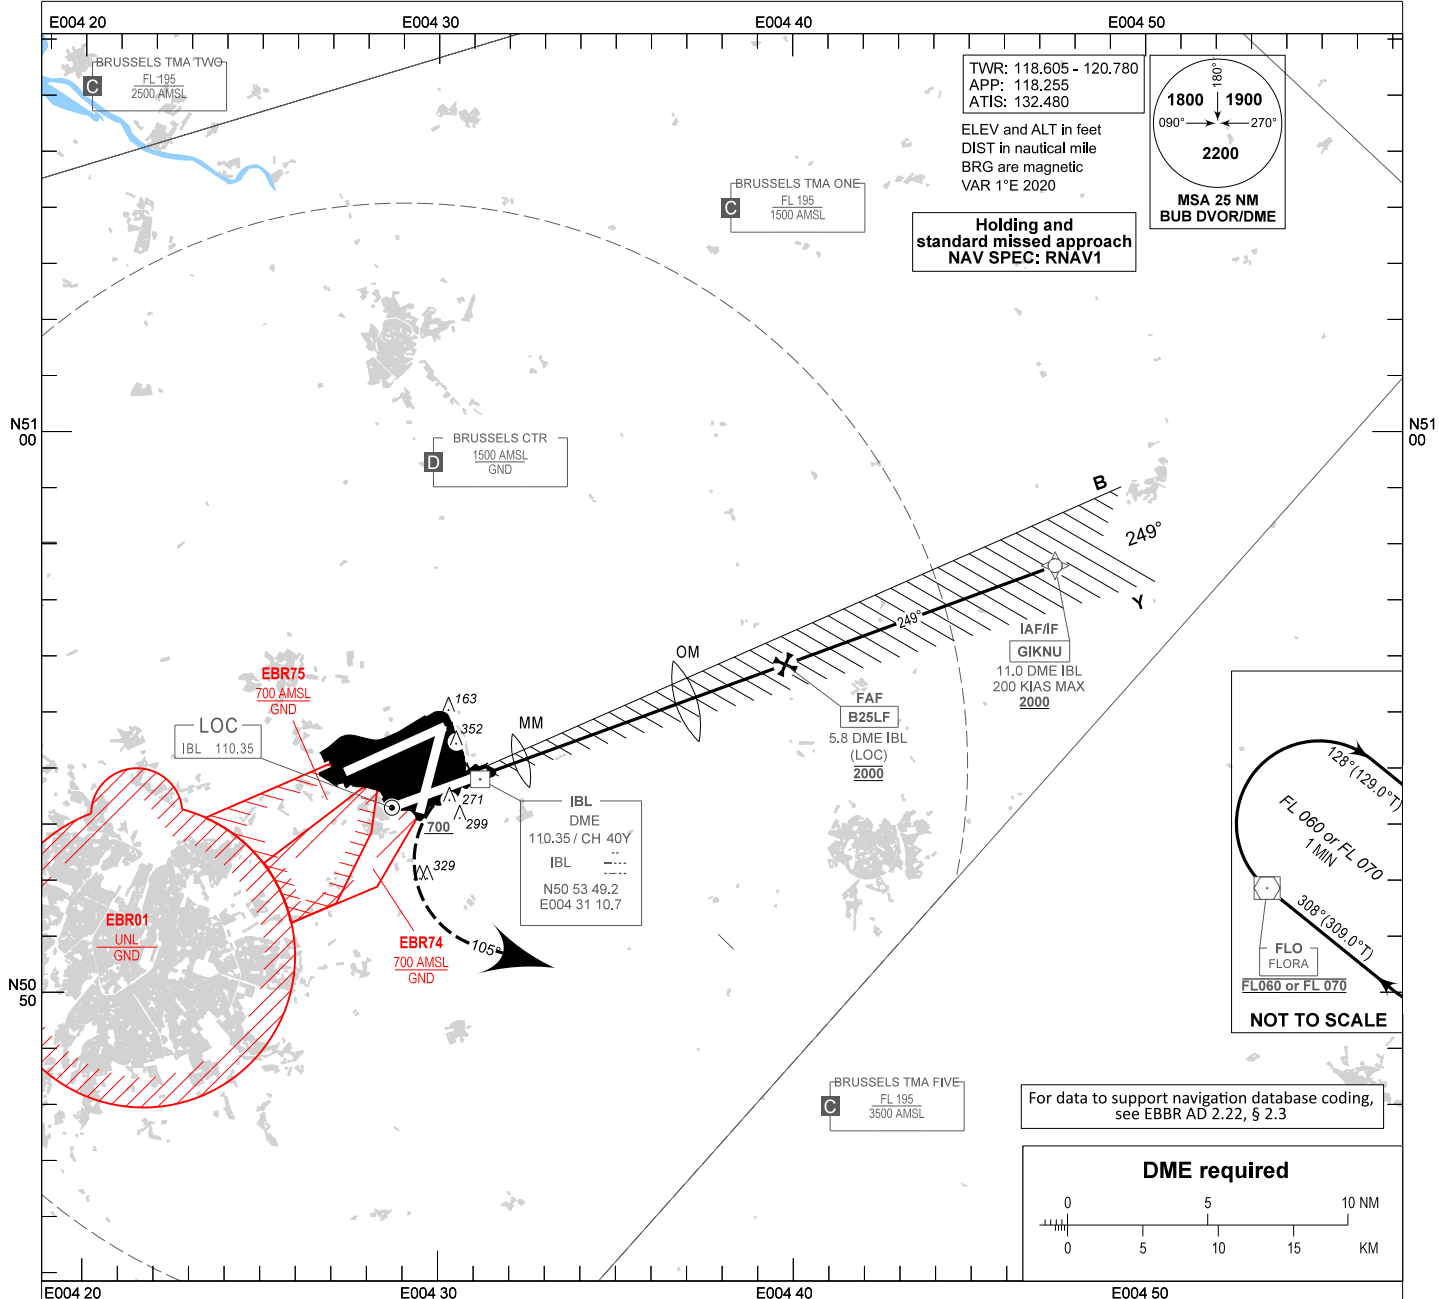 E004 20
E004 30
E004 40
E004 50
BRUSSELS TMA TWO
C
FL 195
2500 AMSL
TWR: 118.605 - 120.780
APP: 118.255
ATIS: 132.480
ELEV and ALT in feet
DIST in nautical mile
BRG are magnetic
VAR 1°E 2020
180°
1800
1900
090°
270°
2200
MSA 25 NM
BUB DVOR/DME
BRUSSELS TMA ONE
C
FL 195
1500 AMSL
Holding and
standard missed approach
NAV SPEC: RNAV1
N51
00
N51
00
BRUSSELS CTR
D
1500 AMSL
GND
B
249°
Y
249°
OM
IAF/IF
GIKNU
11.0 DME IBL
200 KIAS MAX
2000
EBR75
700 AMSL
GND
163
352
MM
FAF
B25LF
5.8 DME IBL
(LOC)
2000
LOC
IBL 110.35
271
299
700
329
IBL
DME
110.35 / CH 40Y
IBL
N50 53 49.2
E004 31 10.7
128°(129.0°T)
FL 060 or FL 070
1 MIN
308°(309.0°T)
FLO
FLORA
FL060 or FL 070
NOT TO SCALE
EBR01
UNL
GND
EBR74
700 AMSL
GND
105°
N50
50
N50
50
BRUSSELS TMA FIVE
C
FL 195
3500 AMSL
For data to support navigation database coding,
see EBBR AD 2.22, § 2.3
DME required
0
5
10 NM
0
5
10
15
KM
E004 20
E004 30
E004 40
E004 50